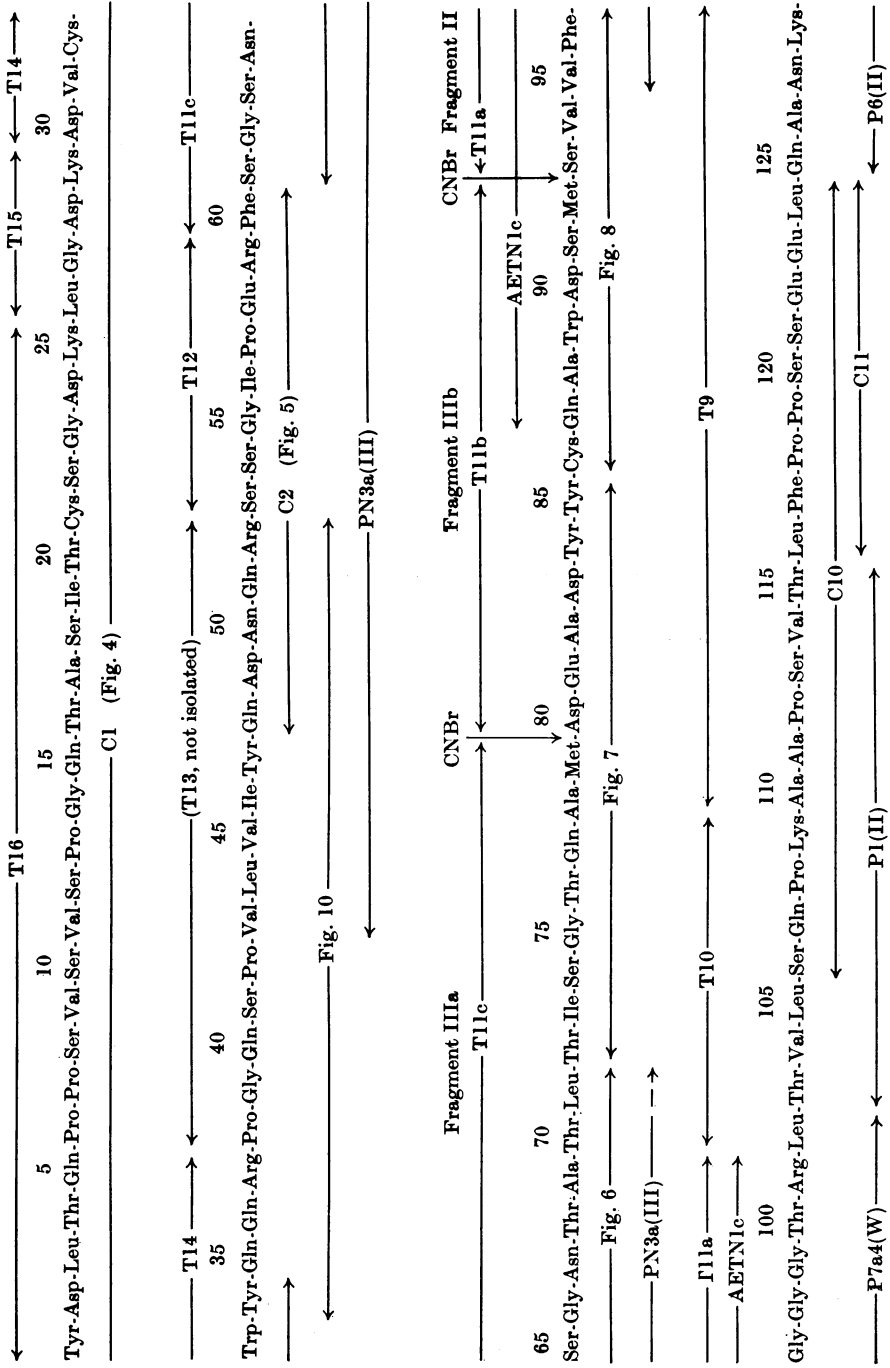 T16 T15 T14
5 10 15 20 25 30
Tyr-Asp-Leu-Thr-Gln-Pro-Pro-Ser-Val-Ser-Val-Ser-Pro-Gly-Gln-Thr-Ala-Ser-Ile-Thr-Cys-Ser-Gly-Asp-Lys-Leu-Gly-Asp-Lys-Asp-Val-Cys-
C1 (Fig. 4)
T14 (T13, not isolated) T12 T11c
35 40 45 50 55 60
Trp-Tyr-Gln-Gln-Arg-Pro-Gly-Gln-Ser-Pro-Val-Leu-Val-Ile-Tyr-Gln-Asp-Asn-Gln-Arg-Ser-Ser-Gly-Ile-Pro-Glu-Arg-Phe-Ser-Gly-Ser-Asn-
C2 (Fig. 5)
Fig. 10
PN3a(III)
Fragment IIIa CNBr Fragment IIIb CNBr Fragment II
T11c T11b T11a
AETN1c
65 70 75 80 85 90 95
Ser-Gly-Asn-Thr-Ala-Thr-Leu-Thr-Ile-Ser-Gly-Thr-Gln-Ala-Met-Asp-Glu-Ala-Asp-Tyr-Tyr-Cys-Gln-Ala-Trp-Asp-Ser-Met-Ser-Val-Val-Phe-
Fig. 6 Fig. 7 Fig. 8
PN3a(III)
T11a T10 T9
AETN1c
100 105 110 115 120 125
Gly-Gly-Gly-Thr-Arg-Leu-Thr-Val-Leu-Ser-Gln-Pro-Lys-Ala-Ala-Pro-Ser-Val-Thr-Leu-Phe-Pro-Pro-Ser-Ser-Glu-Glu-Leu-Gln-Ala-Asn-Lys-
C10
C11
P7a4(W) P1(II) P6(II)